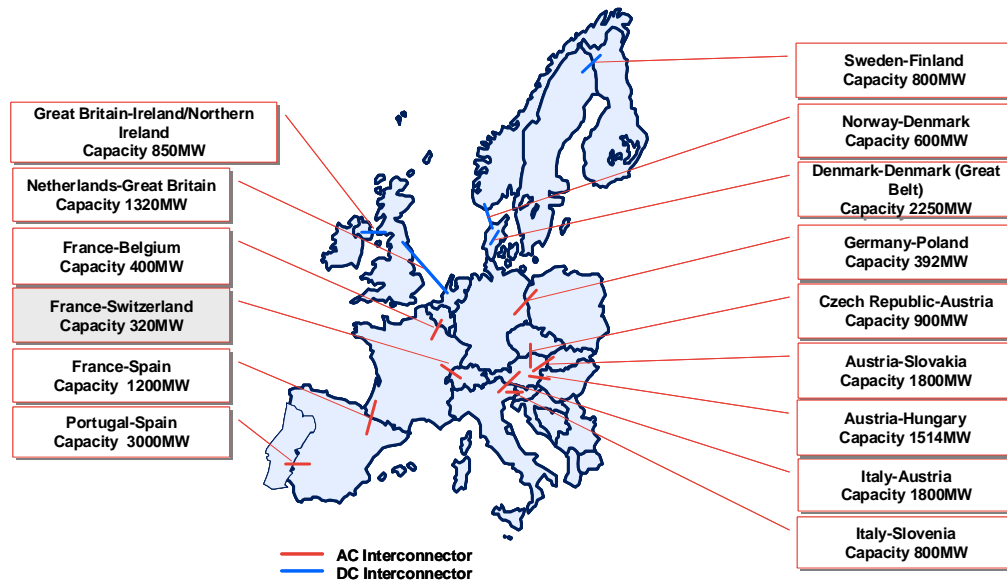 Great Britain-Ireland/Northern
Ireland
Capacity 850MW
Netherlands-Great Britain
Capacity 1320MW
France-Belgium
Capacity 400MW
France-Switzerland
Capacity 320MW
France-Spain
Capacity 1200MW
Portugal-Spain
Capacity 3000MW
Sweden-Finland
Capacity 800MW
Norway-Denmark
Capacity 600MW
Denmark-Denmark (Great
Belt)
Capacity 2250MW
Germany-Poland
Capacity 392MW
Czech Republic-Austria
Capacity 900MW
Austria-Slovakia
Capacity 1800MW
Austria-Hungary
Capacity 1514MW
Italy-Austria
Capacity 1800MW
Italy-Slovenia
Capacity 800MW
AC Interconnector
DC Interconnector